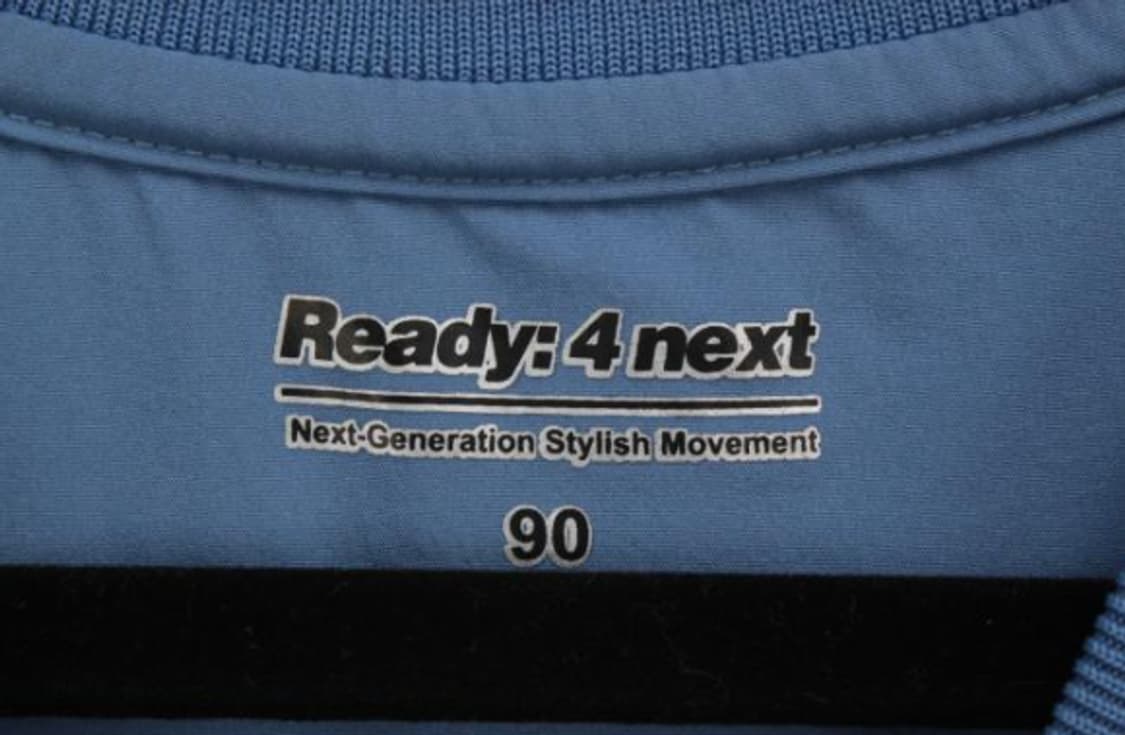 Ready: 4 next
Next-Generation Stylish Movement
90